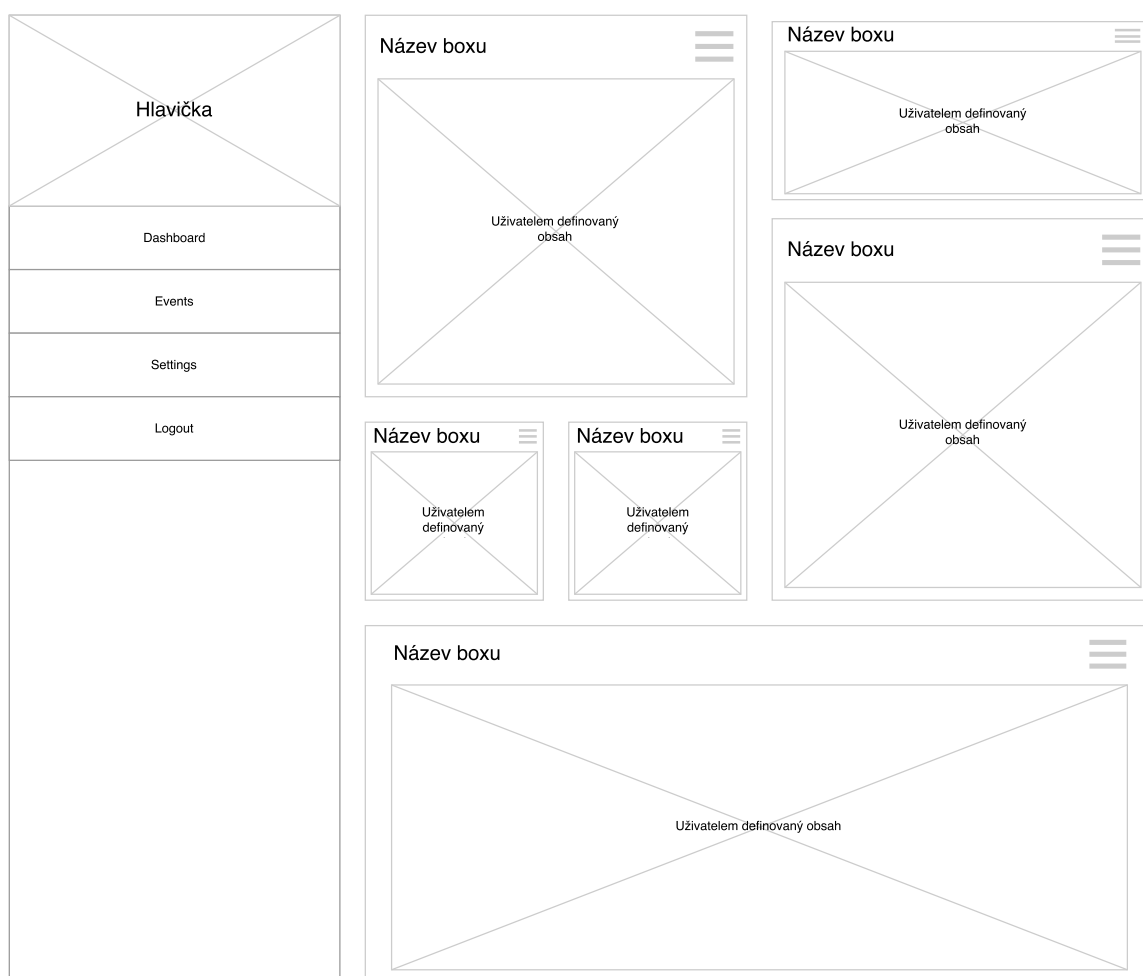 Hlavička
Dashboard
Events
Settings
Logout
Název boxu
Uživatelem definovaný
obsah
Název boxu
Uživatelem definovaný
obsah
Název boxu
Uživatelem definovaný
obsah
Název boxu
Uživatelem
definovaný
Název boxu
Uživatelem
definovaný
Název boxu
Uživatelem definovaný obsah